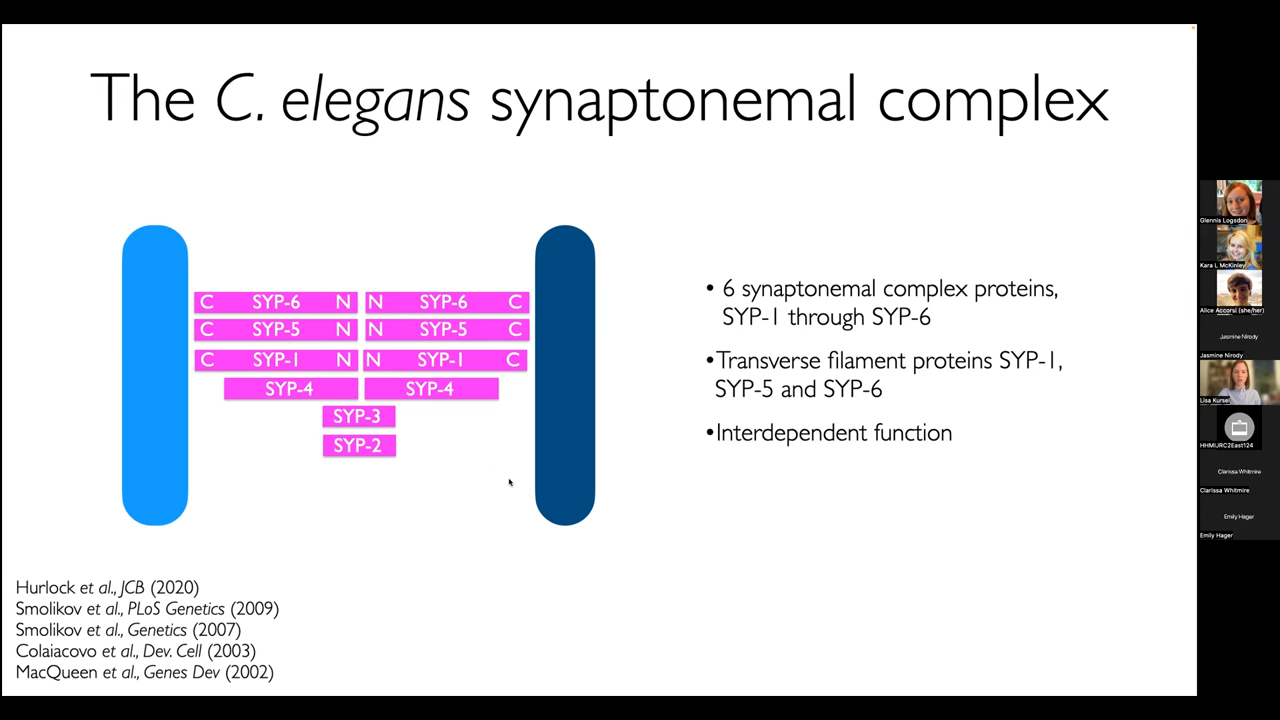 The C. elegans synaptonemal complex
C SYP-6 N N SYP-6 C
C SYP-5 N N SYP-5 C
C SYP-1 N N SYP-1 C
SYP-4 SYP-4
SYP-3
SYP-2
• 6 synaptonemal complex proteins,
SYP-1 through SYP-6
•Transverse filament proteins SYP-1,
SYP-5 and SYP-6
•Interdependent function
Hurlock et al., JCB (2020)
Smolikov et al., PLoS Genetics (2009)
Smolikov et al., Genetics (2007)
Colaiacovo et al., Dev. Cell (2003)
MacQueen et al., Genes Dev (2002)
Glennis Logsdon
Kara L McKinley
Alice Accorsi (she/her)
Jasmine Nirody
Jasmine Nirody
Lisa Kursel
HHMIJRC2East124
Clarissa Whitmire
Clarissa Whitmire
Emily Hager
Emily Hager